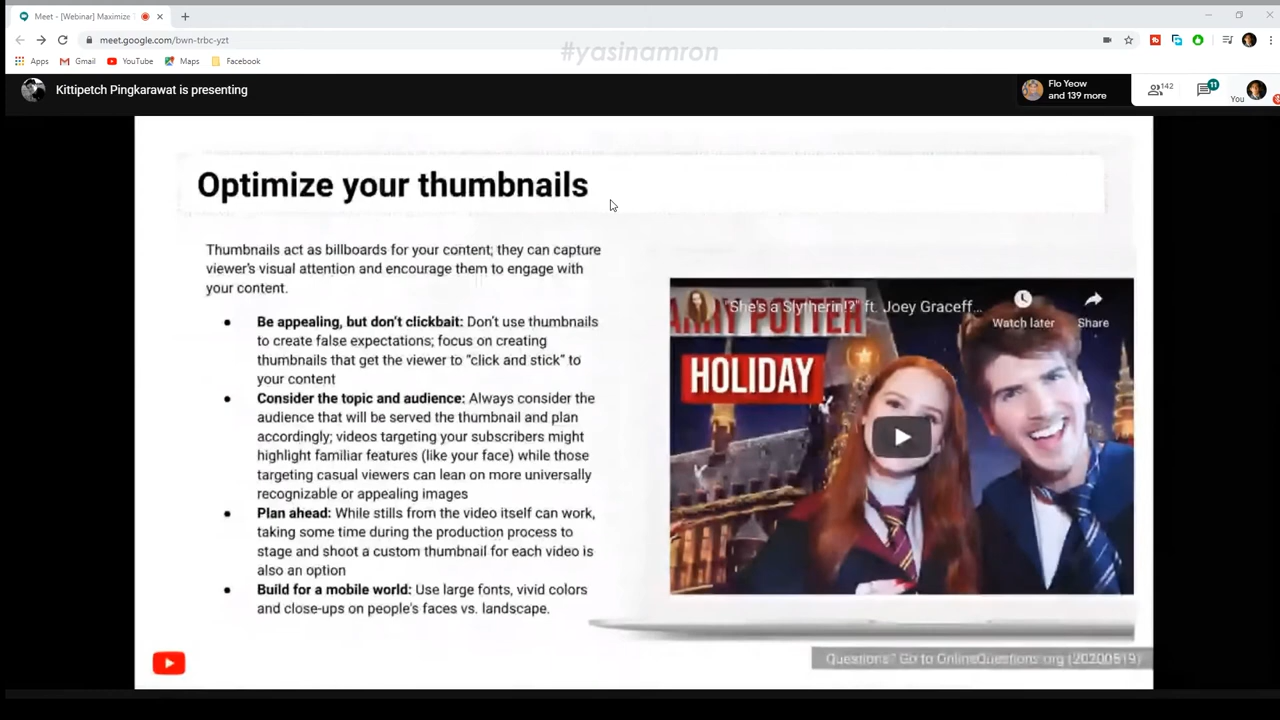 Meet - [Webinar] Maximize
meet.google.com/bwn-trbc-yzt
#yasinamron
Apps Gmail YouTube Maps Facebook
Kittipetch Pingkarawat is presenting
Flo Yeow
and 139 more
142
11
You
Optimize your thumbnails
Thumbnails act as billboards for your content; they can capture
viewer's visual attention and encourage them to engage with
your content.
● Be appealing, but don't clickbait: Don't use thumbnails
to create false expectations; focus on creating
thumbnails that get the viewer to “click and stick” to
your content
● Consider the topic and audience: Always consider the
audience that will be served the thumbnail and plan
accordingly; videos targeting your subscribers might
highlight familiar features (like your face) while those
targeting casual viewers can lean on more universally
recognizable or appealing images
● Plan ahead: While stills from the video itself can work,
taking some time during the production process to
stage and shoot a custom thumbnail for each video is
also an option
● Build for a mobile world: Use large fonts, vivid colors
and close-ups on people's faces vs. landscape.
"She's a Slytherin!?" ft. Joey Graceff...
Watch later
Share
ARRY POTTER
HOLIDAY
Questions? Go to OnlineQuestions.org (20200519)